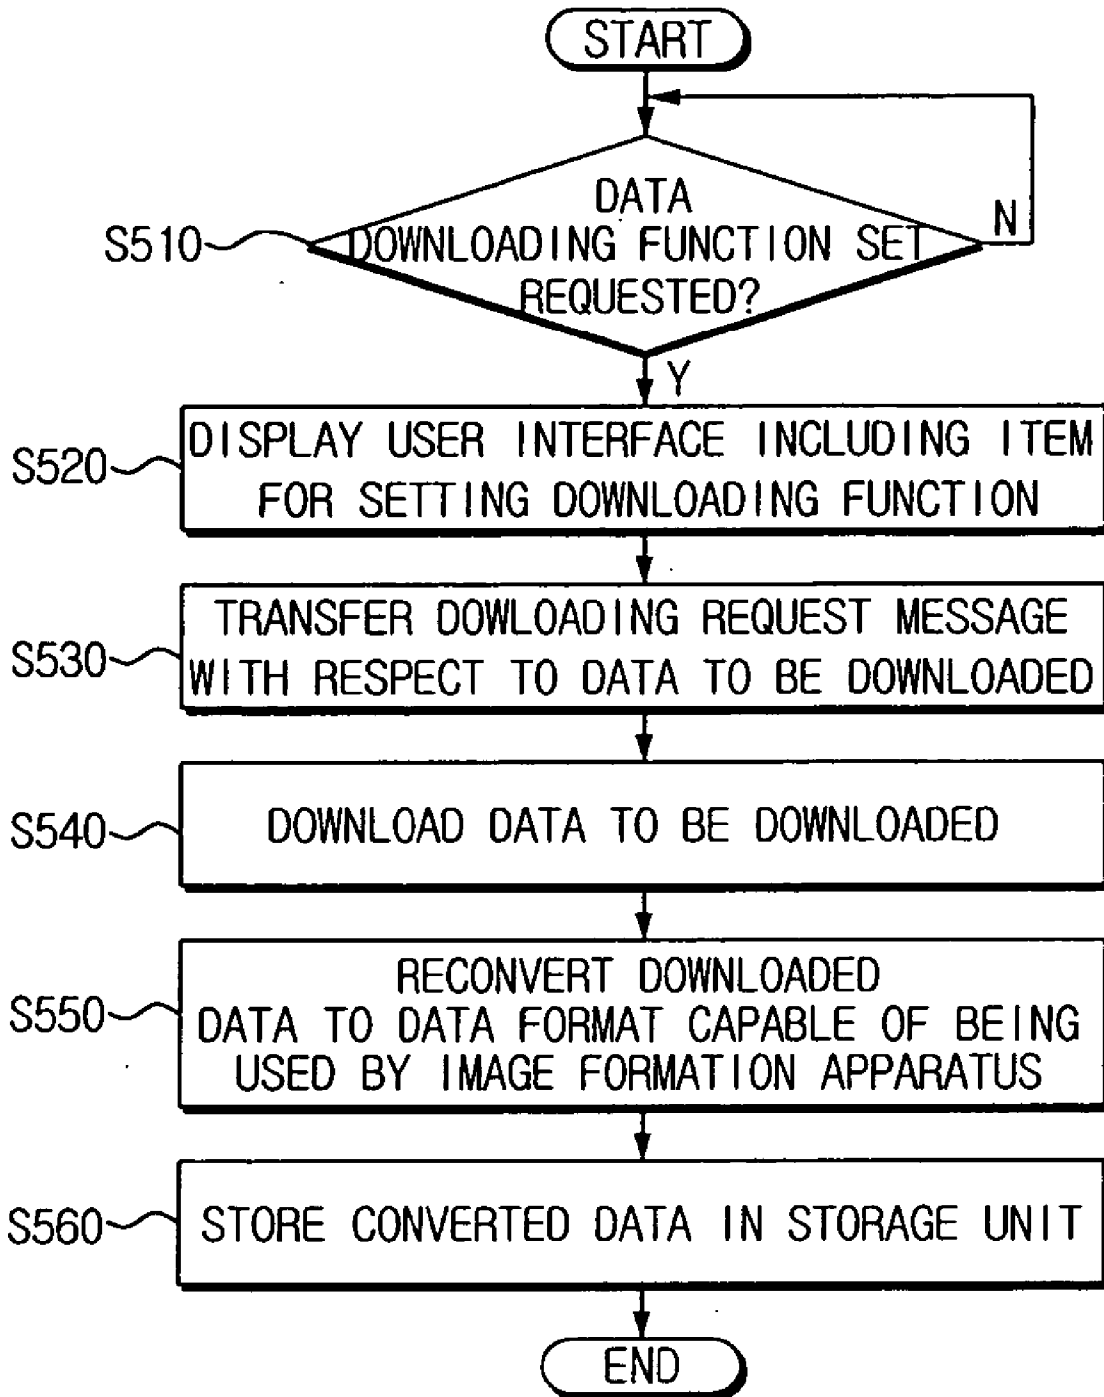 START
DATA
S510 DOWNLOADING FUNCTION SET N
REQUESTED?
Y
DISPLAY USER INTERFACE INCLUDING ITEM
S520
FOR SETTING DOWNLOADING FUNCTION
TRANSFER DOWLOADING REQUEST MESSAGE
S530
WITH RESPECT TO DATA TO BE DOWNLOADED
S540 DOWNLOAD DATA TO BE DOWNLOADED
RECONVERT DOWNLOADED
S550 DATA TO DATA FORMAT CAPABLE OF BEING
USED BY IMAGE FORMATION APPARATUS
S560 STORE CONVERTED DATA IN STORAGE UNIT
END